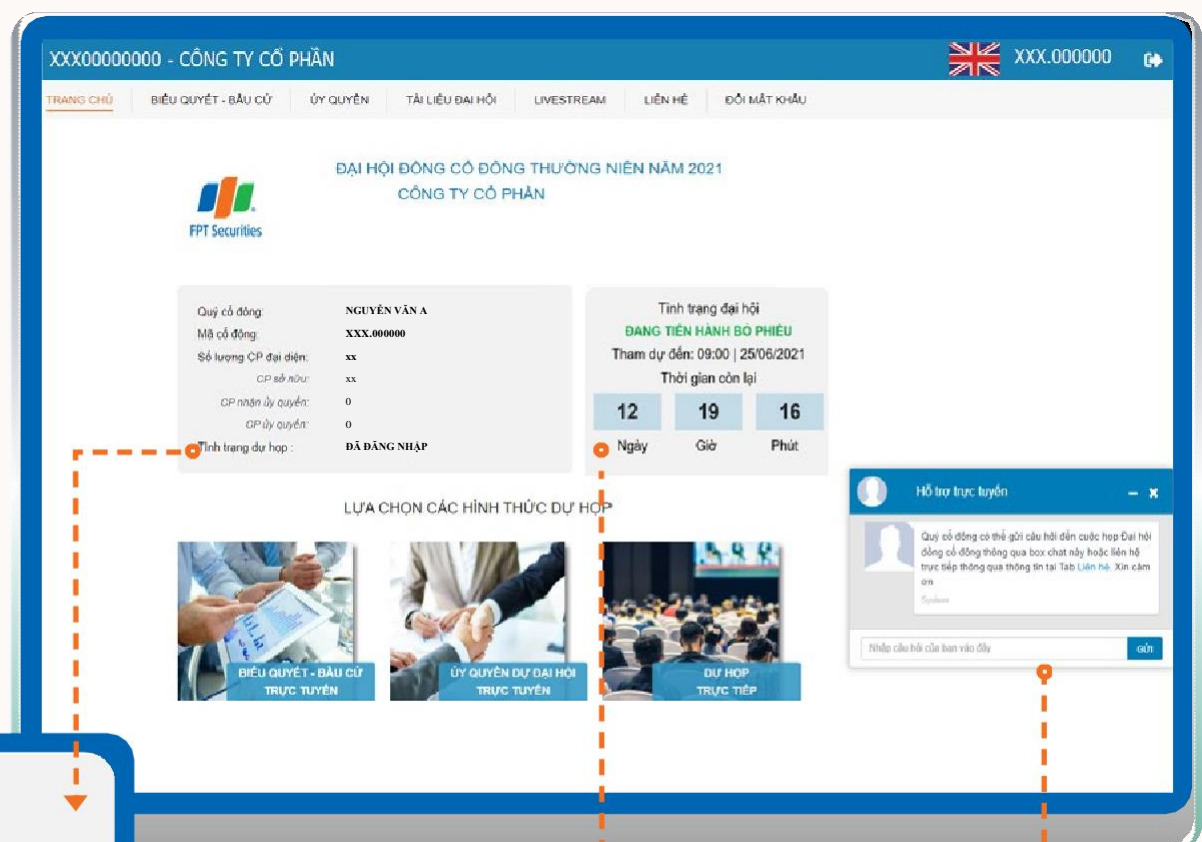 XXX00000000 - CÔNG TY CỔ PHẦN
XXX.000000
TRANG CHỦ BIỂU QUYẾT - BẦU CỬ ỦY QUYỀN TÀI LIỆU ĐẠI HỘI LIVESTREAM LIÊN HỆ ĐỔI MẬT KHẨU
ĐẠI HỘI ĐỒNG CỔ ĐÔNG THƯỜNG NIÊN NĂM 2021
CÔNG TY CỔ PHẦN
FPT Securities
Quý cổ đông: NGUYỄN VĂN A
Mã cổ đông: XXX.000000
Số lượng CP đại diện: xx
CP sở hữu: xx
CP nhận ủy quyền: 0
CP ủy quyền: 0
Tình trạng dự họp : ĐÃ ĐĂNG NHẬP
Tình trạng đại hội
ĐANG TIẾN HÀNH BỎ PHIẾU
Tham dự đến: 09:00 | 25/06/2021
Thời gian còn lại
12 19 16
Ngày Giờ Phút
LỰA CHỌN CÁC HÌNH THỨC DỰ HỌP
BIỂU QUYẾT - BẦU CỬ
TRỰC TUYẾN
ỦY QUYỀN DỰ ĐẠI HỘI
TRỰC TUYẾN
DỰ HỌP
TRỰC TIẾP
Hỗ trợ trực tuyến
Quý cổ đông có thể gửi câu hỏi đến cuộc họp Đại hội
đồng cổ đông thông qua box chat này hoặc liên hệ
trực tiếp thông qua thông tin tại Tab Liên hệ. Xin cảm
ơn
System
Nhập câu hỏi của bạn vào đây
GỬI